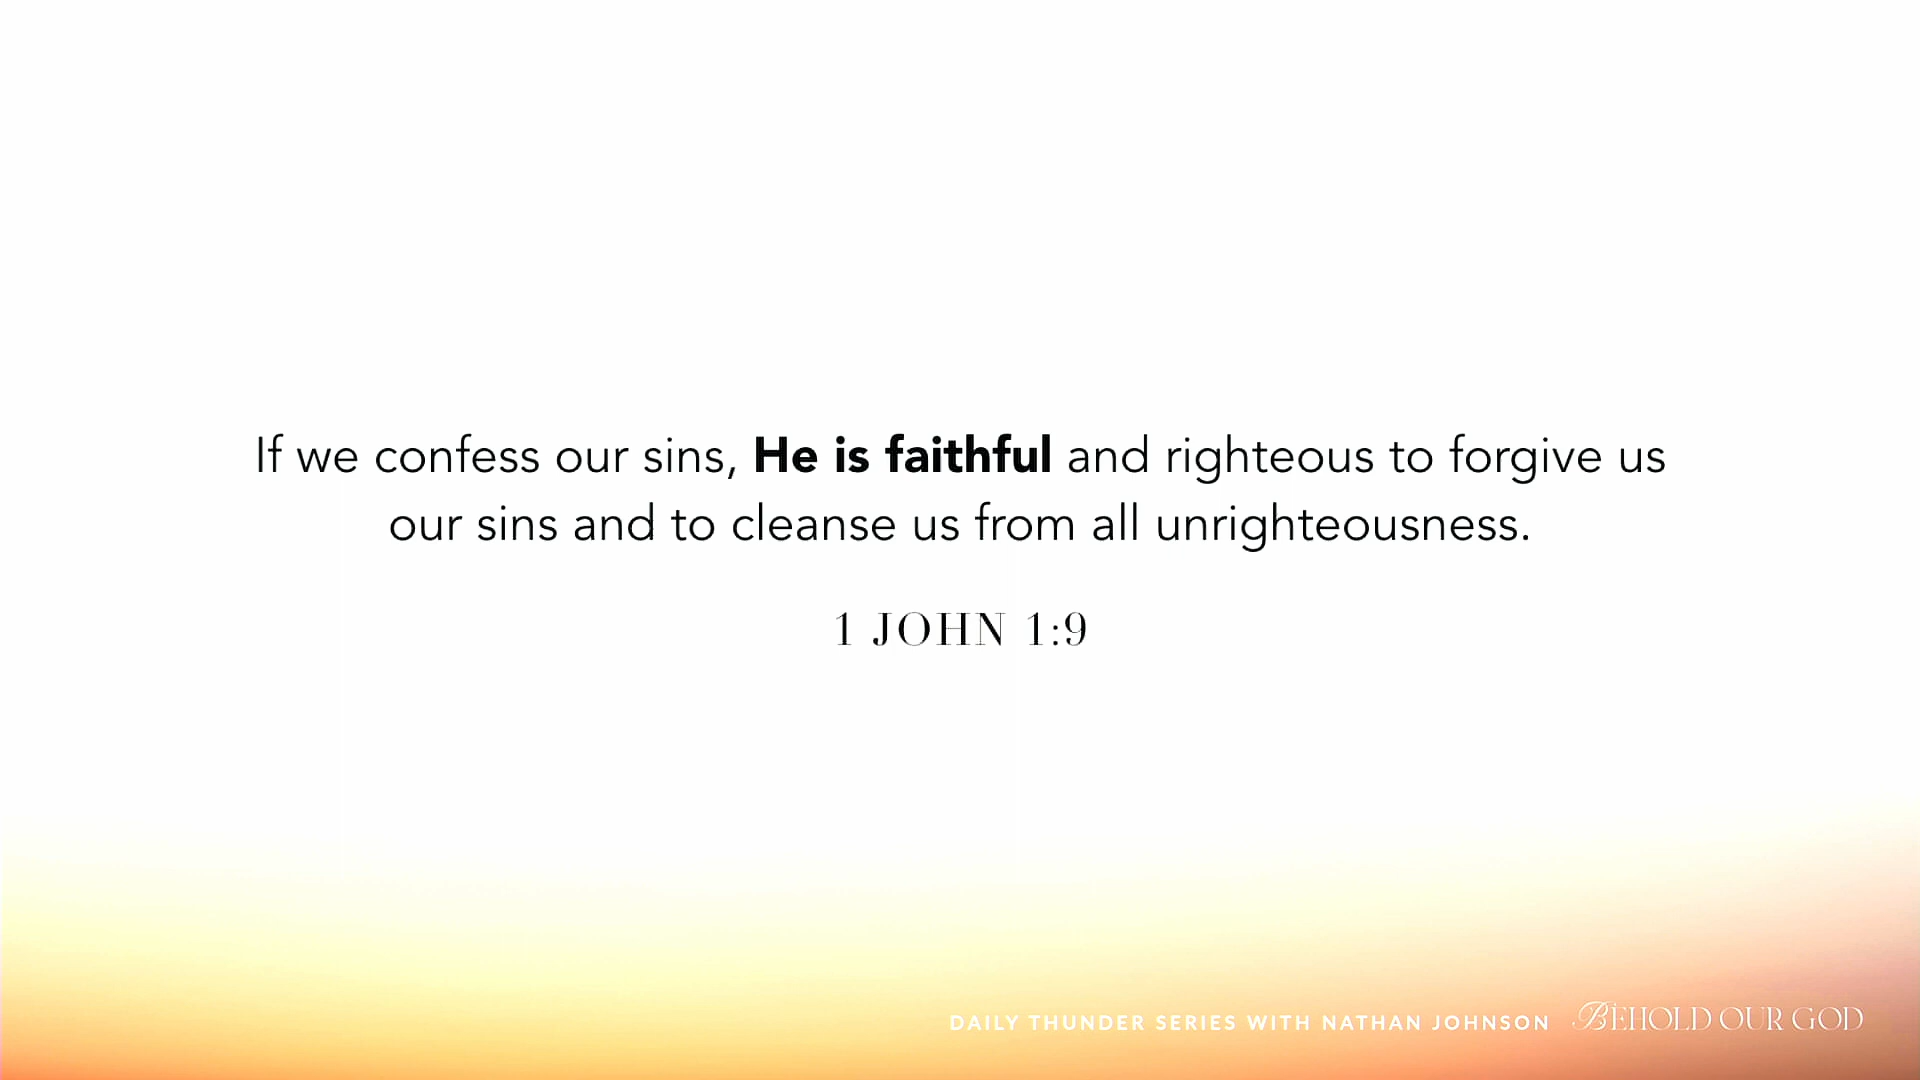 If we confess our sins, He is faithful and righteous to forgive us
our sins and to cleanse us from all unrighteousness.
1 JOHN 1:9
DAILY THUNDER SERIES WITH NATHAN JOHNSON BEHOLD OUR GOD